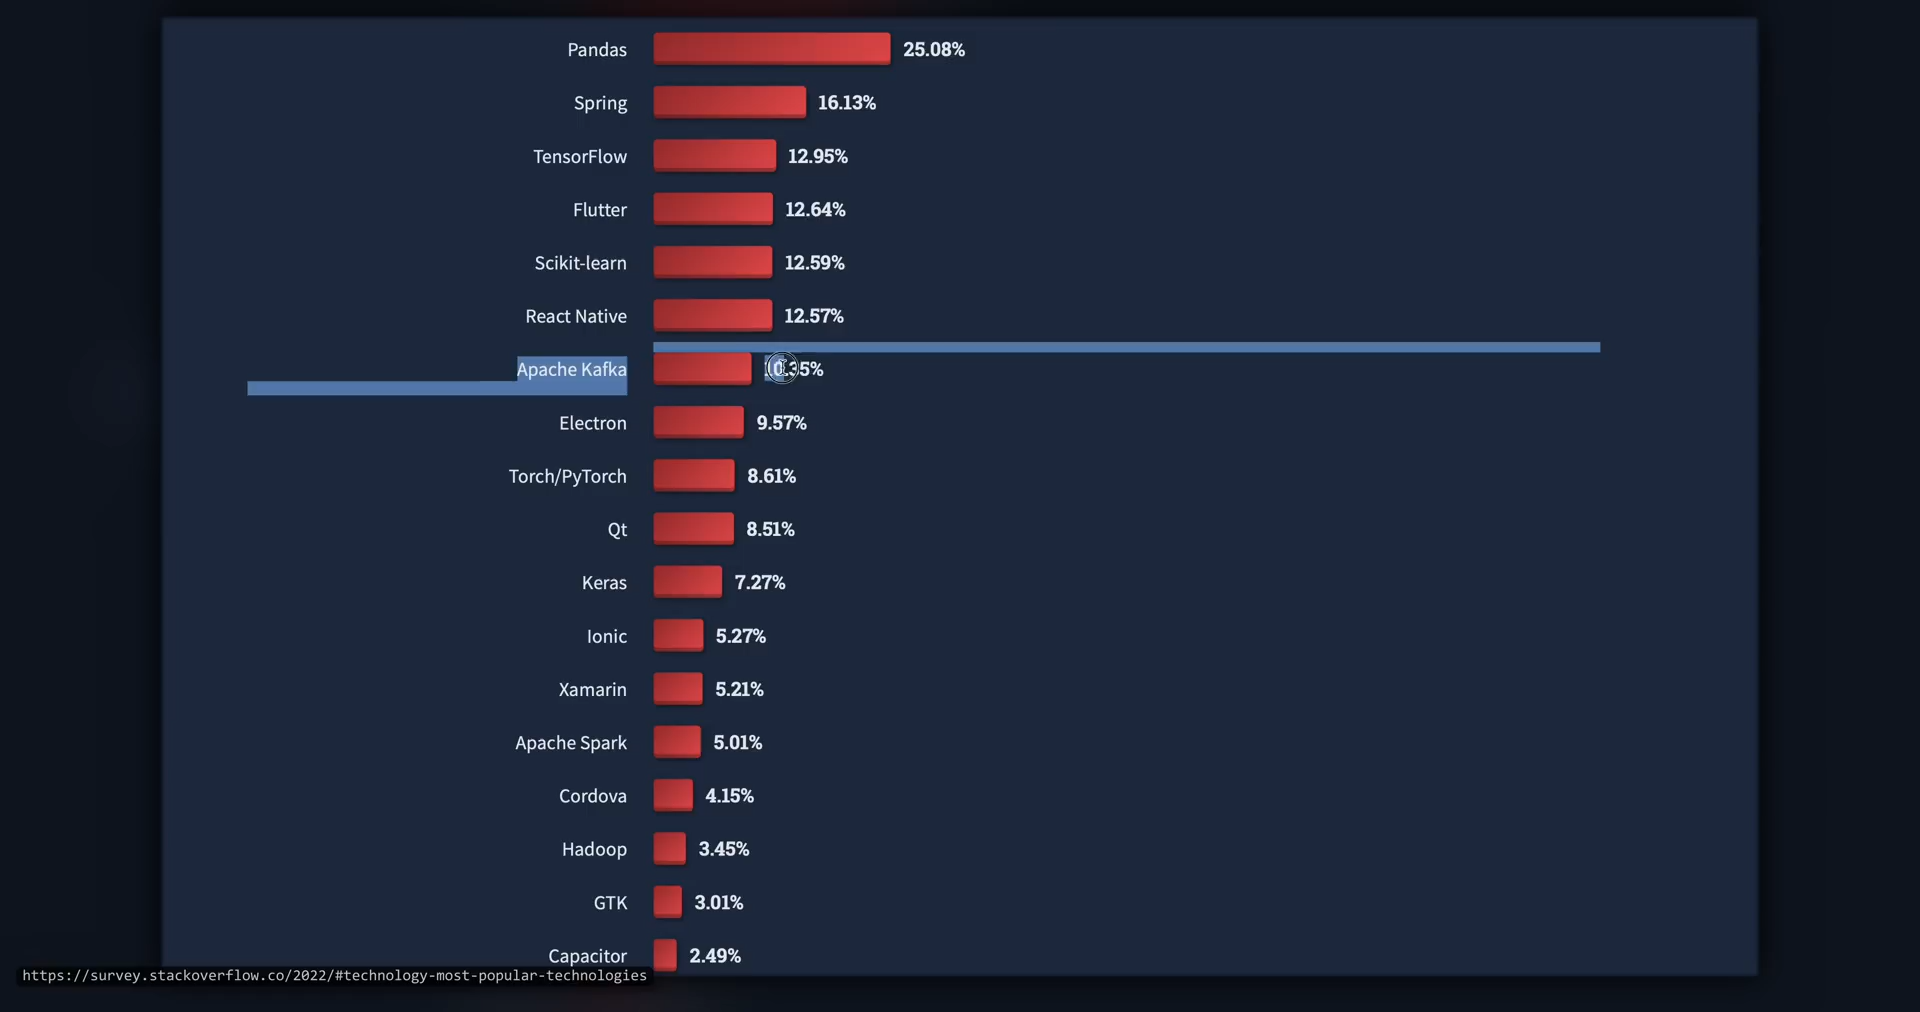 Pandas 25.08%
Spring 16.13%
TensorFlow 12.95%
Flutter 12.64%
Scikit-learn 12.59%
React Native 12.57%
Apache Kafka 10.35%
Electron 9.57%
Torch/PyTorch 8.61%
Qt 8.51%
Keras 7.27%
Ionic 5.27%
Xamarin 5.21%
Apache Spark 5.01%
Cordova 4.15%
Hadoop 3.45%
GTK 3.01%
Capacitor 2.49%
https://survey.stackoverflow.co/2022/#technology-most-popular-technologies